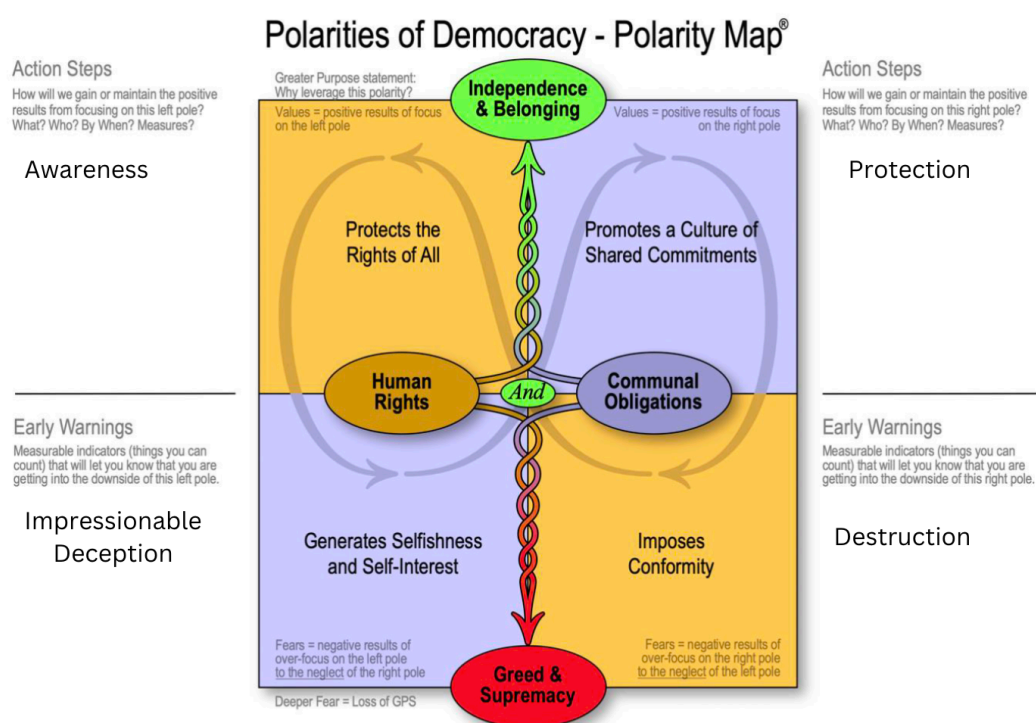 Polarities of Democracy - Polarity Map®
Action Steps
How will we gain or maintain the positive
results from focusing on this left pole?
What? Who? By When? Measures?
Awareness
Early Warnings
Measurable indicators (things you can
count) that will let you know that you are
getting into the downside of this left pole.
Impressionable
Deception
Greater Purpose statement:
Why leverage this polarity?
Values = positive results of focus
on the left pole
Independence
& Belonging
Values = positive results of focus
on the right pole
Protects the
Rights of All
Promotes a Culture of
Shared Commitments
Human
Rights
And
Communal
Obligations
Generates Selfishness
and Self-Interest
Imposes
Conformity
Fears = negative results of
over-focus on the left pole
to the neglect of the right pole
Greed &
Supremacy
Fears = negative results of
over-focus on the right pole
to the neglect of the left pole
Deeper Fear = Loss of GPS
Action Steps
How will we gain or maintain the positive
results from focusing on this right pole?
What? Who? By When? Measures?
Protection
Early Warnings
Measurable indicators (things you can
count) that will let you know that you are
getting into the downside of this right pole.
Destruction